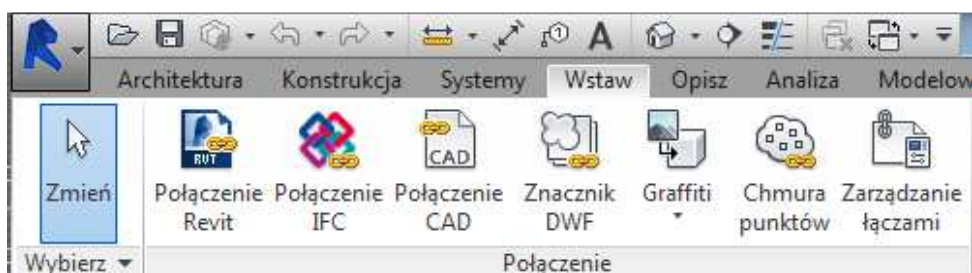 Architektura Konstrukcja Systemy Wstaw Opisz Analiza Modelow
RVT CAD
Zmień Połączenie Połączenie Połączenie Znacznik Graffiti Chmura Zarządzanie
Revit IFC CAD DWF punktów łączami
Wybierz Połączenie